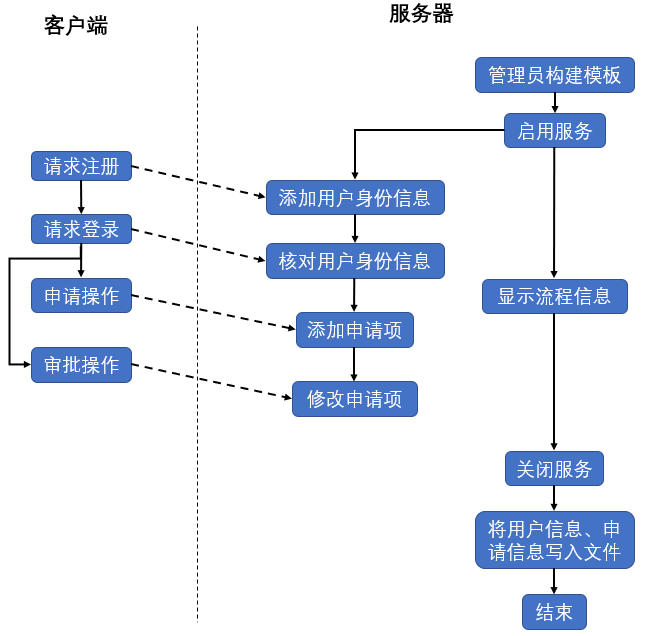 客户端
服务器
管理员构建模板
启用服务
请求注册
添加用户身份信息
请求登录
核对用户身份信息
申请操作
显示流程信息
添加申请项
审批操作
修改申请项
关闭服务
将用户信息、申
请信息写入文件
结束